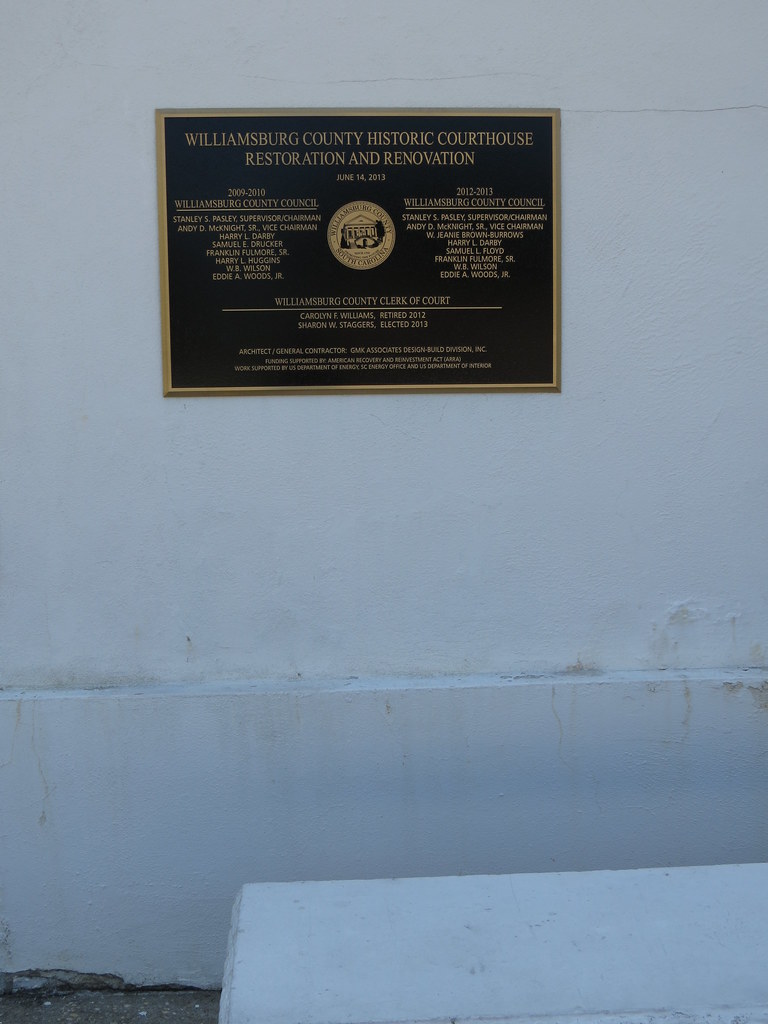 WILLIAMSBURG COUNTY HISTORIC COURTHOUSE
RESTORATION AND RENOVATION
JUNE 14, 2013
2009-2010
WILLIAMSBURG COUNTY COUNCIL
STANLEY S. PASLEY, SUPERVISOR/CHAIRMAN
ANDY D. McKNIGHT, SR., VICE CHAIRMAN
HARRY L. DARBY
SAMUEL E. DRUCKER
FRANKLIN FULMORE, SR.
HARRY L. HUGGINS
W.B. WILSON
EDDIE A. WOODS, JR.
WILLIAMSBURG COUNTY
SOUTH CAROLINA
2012-2013
WILLIAMSBURG COUNTY COUNCIL
STANLEY S. PASLEY, SUPERVISOR/CHAIRMAN
ANDY D. McKNIGHT, SR., VICE CHAIRMAN
W. JEANIE BROWN-BURROWS
HARRY L. DARBY
SAMUEL L. FLOYD
FRANKLIN FULMORE, SR.
W.B. WILSON
EDDIE A. WOODS, JR.
WILLIAMSBURG COUNTY CLERK OF COURT
CAROLYN F. WILLIAMS, RETIRED 2012
SHARON W. STAGGERS, ELECTED 2013
ARCHITECT / GENERAL CONTRACTOR: GMK ASSOCIATES DESIGN-BUILD DIVISION, INC.
FUNDING SUPPORTED BY: AMERICAN RECOVERY AND REINVESTMENT ACT (ARRA)
WORK SUPPORTED BY US DEPARTMENT OF ENERGY, SC ENERGY OFFICE AND US DEPARTMENT OF INTERIOR